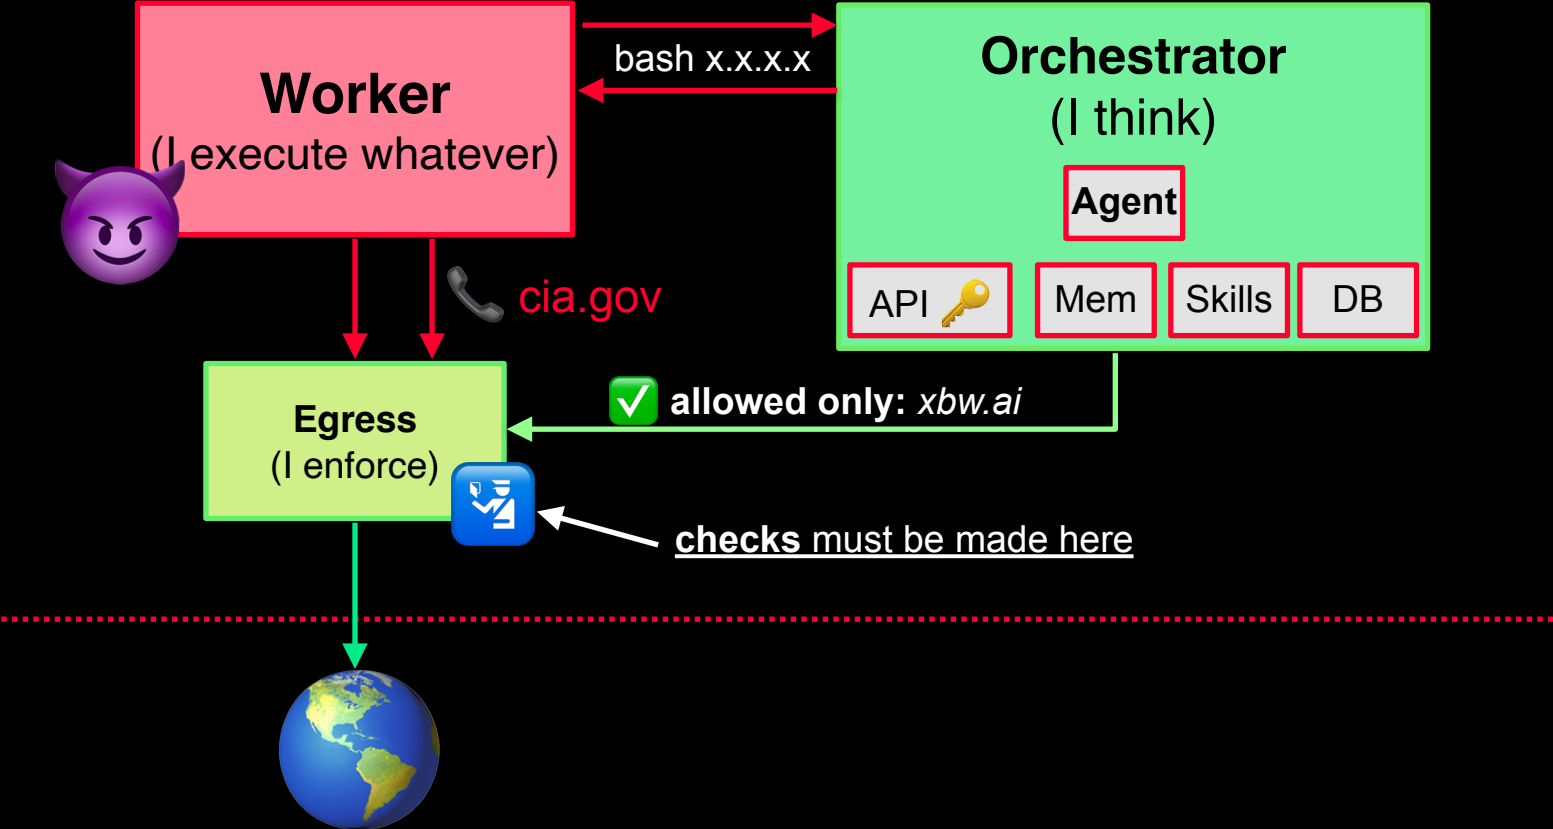 Worker
(I execute whatever)
bash x.x.x.x
Orchestrator
(I think)
Agent
API
Mem
Skills
DB
cia.gov
allowed only: xbw.ai
Egress
(I enforce)
checks must be made here